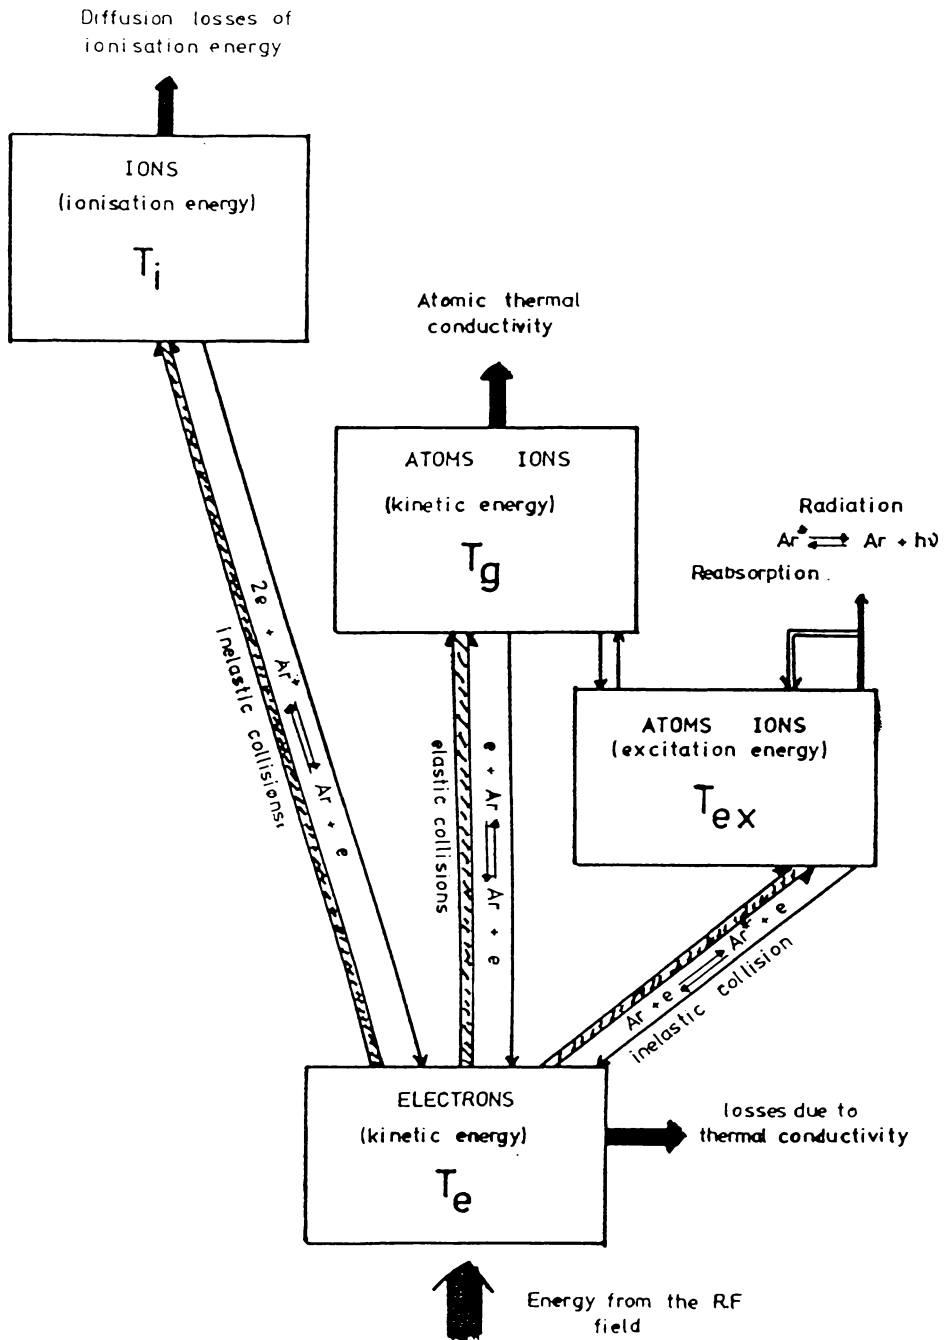 Diffusion losses of
ionisation energy
IONS
(ionisation energy)
Ti
Atomic thermal
conductivity
ATOMS IONS
(kinetic energy)
Tg
Radiation
Ar* ⇌ Ar + hν
Reabsorption.
ATOMS IONS
(excitation energy)
Tex
2e + Ar+ ⇌ Ar + e
inelastic collisions,
elastic collisions
e + Ar ⇌ Ar + e
Ar + e ⇌ Ar* + e
inelastic collision
ELECTRONS
(kinetic energy)
Te
losses due to
thermal conductivity
Energy from the RF
field